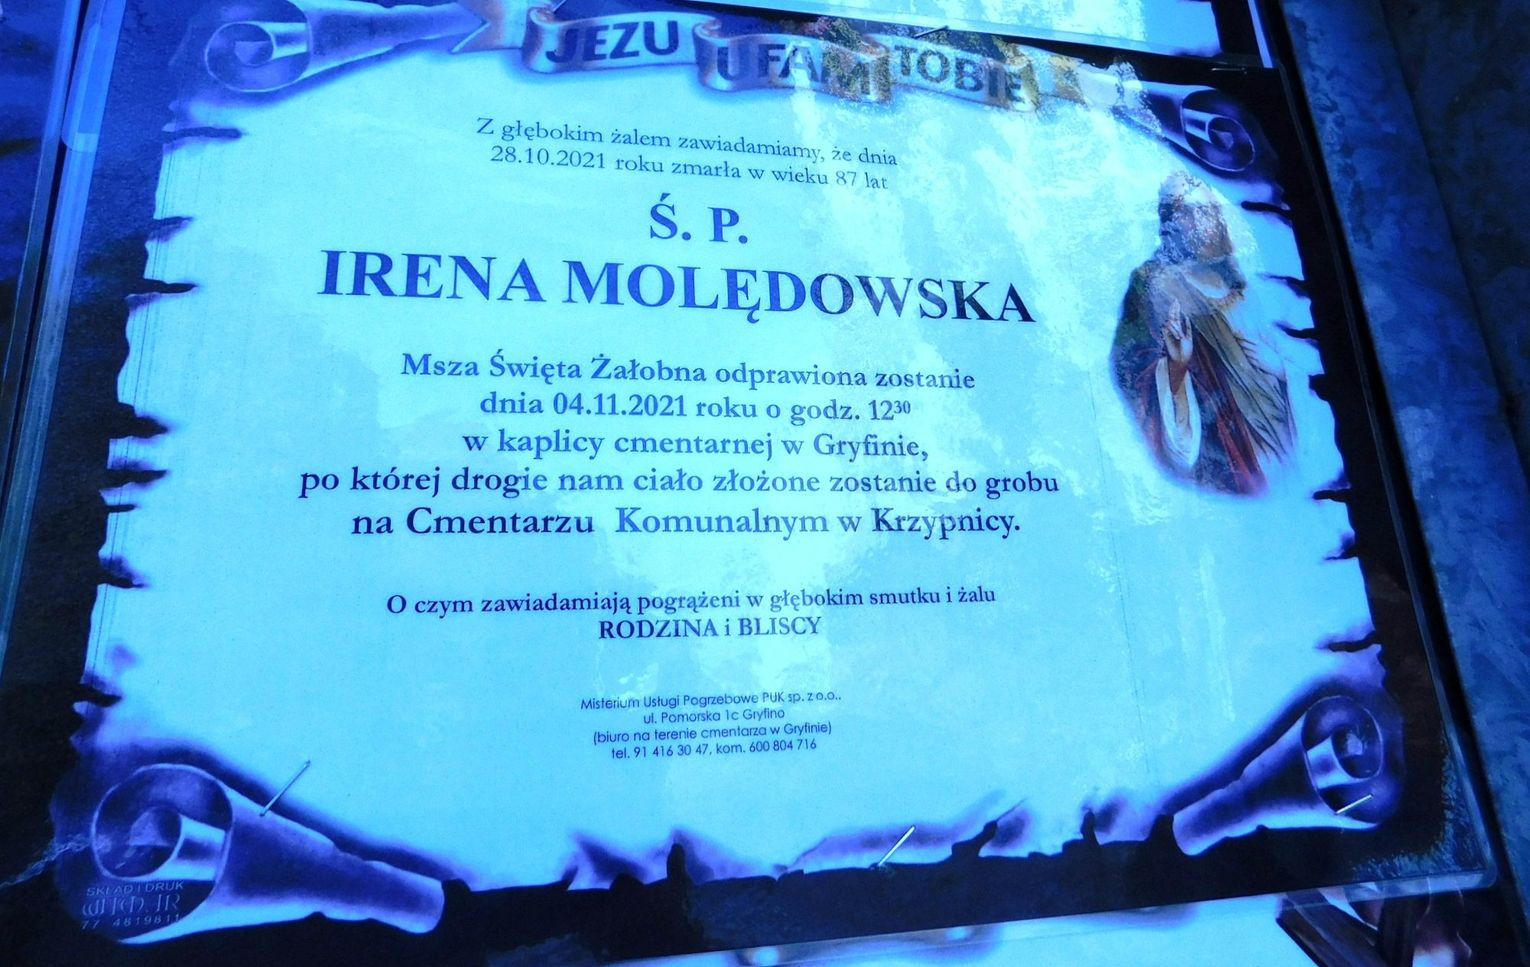 JEZU UFAM TOBIE
Z głębokim żalem zawiadamiamy, że dnia
28.10.2021 roku zmarła w wieku 87 lat
Ś. P.
IRENA MOLĘDOWSKA
Msza Święta Żałobna odprawiona zostanie
dnia 04.11.2021 roku o godz. 12³⁰
w kaplicy cmentarnej w Gryfinie,
po której drogie nam ciało złożone zostanie do grobu
na Cmentarzu Komunalnym w Krzypnicy.
O czym zawiadamiają pogrążeni w głębokim smutku i żalu
RODZINA i BLISCY
Misterium Usługi Pogrzebowe PUK sp. z o.o..
ul. Pomorska 1c Gryfino
(biuro na terenie cmentarza w Gryfinie)
tel. 91 416 30 47, kom. 600 804 716
SKŁAD I DRUK
77 4819811